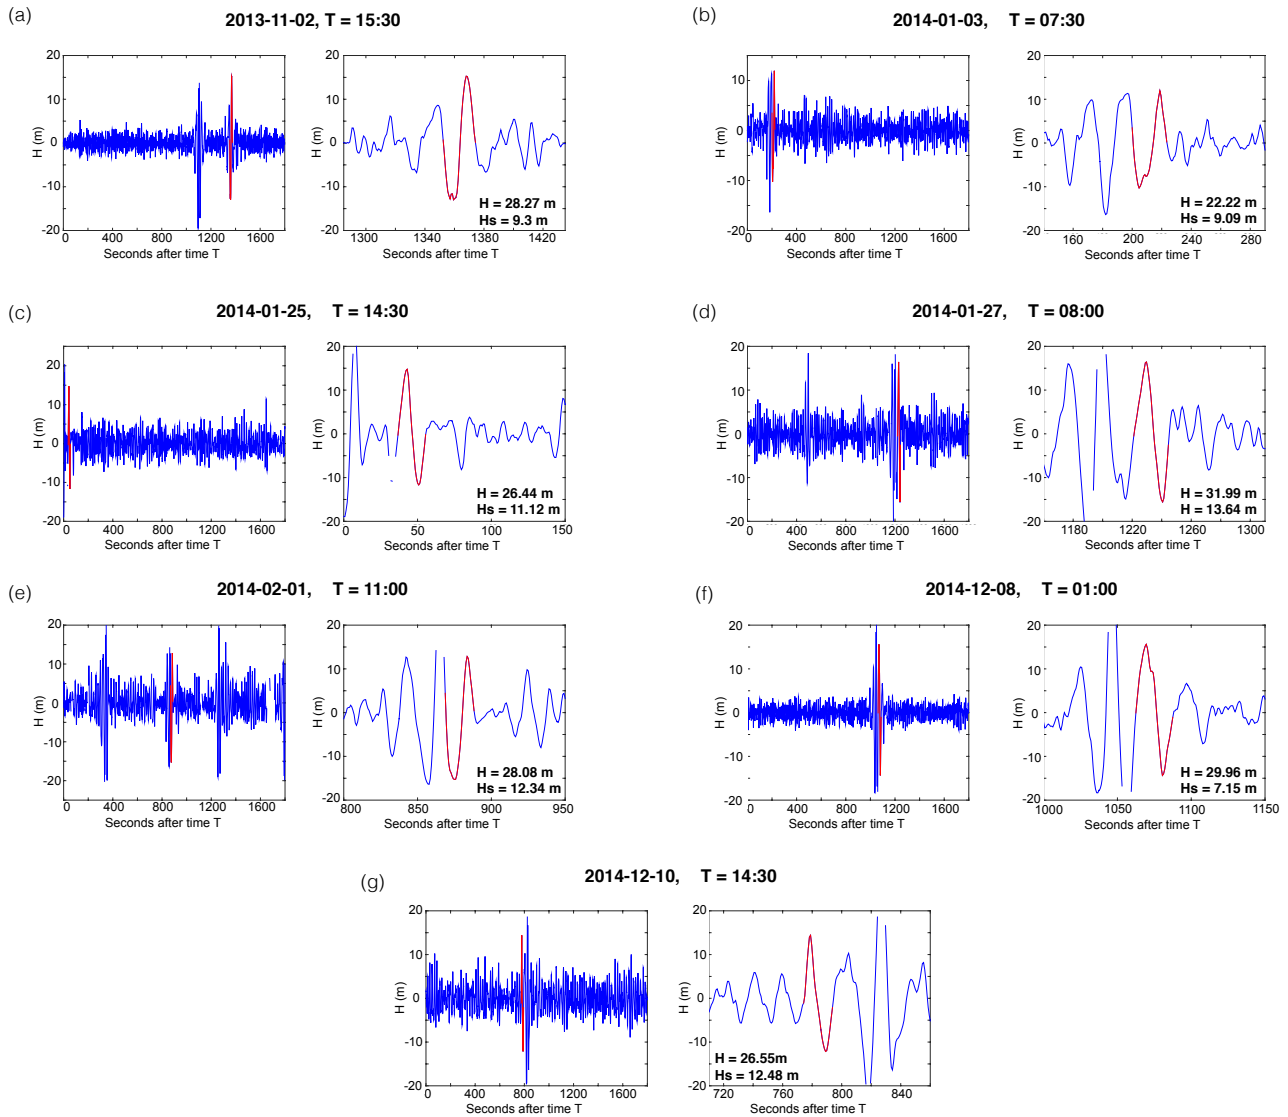 (a)
2013-11-02, T = 15:30
H (m)
20
10
0
-10
-20
0 400 800 1200 1600
Seconds after time T
20
10
0
-10
-20
1300 1340 1380 1420
Seconds after time T
H = 28.27 m
Hs = 9.3 m
(b)
2014-01-03, T = 07:30
H (m)
20
10
0
-10
-20
0 400 800 1200 1600
Seconds after time T
20
10
0
-10
-20
160 200 240 280
Seconds after time T
H = 22.22 m
Hs = 9.09 m
(c)
2014-01-25, T = 14:30
H (m)
20
10
0
-10
-20
0 400 800 1200 1600
Seconds after time T
H (m)
20
10
0
-10
-20
0 50 100 150
Seconds after time T
H = 26.44 m
Hs = 11.12 m
(d)
2014-01-27, T = 08:00
H (m)
20
10
0
-10
-20
0 400 800 1200 1600
Seconds after time T
H (m)
20
10
0
-10
-20
1180 1220 1260 1300
Seconds after time T
H = 31.99 m
H = 13.64 m
(e)
2014-02-01, T = 11:00
H (m)
20
10
0
-10
-20
0 400 800 1200 1600
Seconds after time T
H (m)
20
10
0
-10
-20
800 850 900 950
Seconds after time T
H = 28.08 m
Hs = 12.34 m
(f)
2014-12-08, T = 01:00
H (m)
20
10
0
-10
-20
0 400 800 1200 1600
Seconds after time T
H (m)
20
10
0
-10
-20
1000 1050 1100 1150
Seconds after time T
H = 29.96 m
Hs = 7.15 m
(g)
2014-12-10, T = 14:30
H (m)
20
10
0
-10
-20
0 400 800 1200 1600
Seconds after time T
H (m)
20
10
0
-10
-20
720 760 800 840
Seconds after time T
H = 26.55m
Hs = 12.48 m